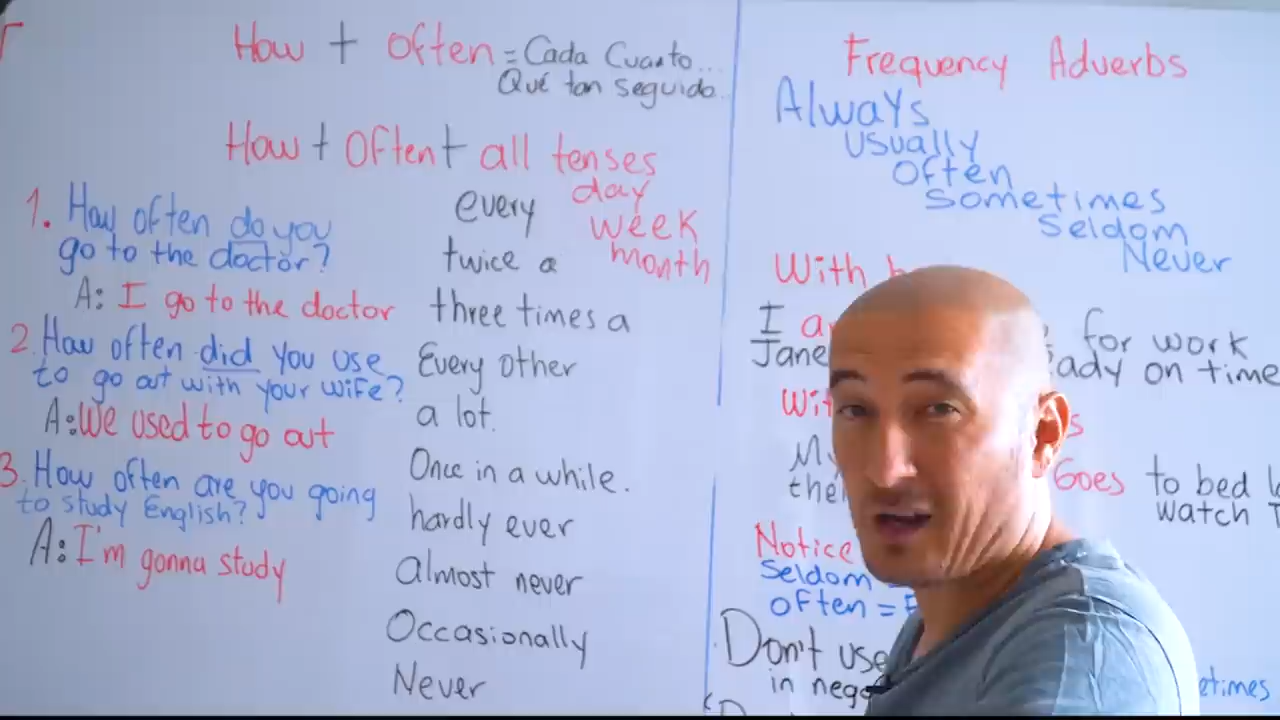 How + often = Cada Cuanto...
Qué tan seguido..
How + Often + all tenses
1. How often do you
go to the doctor?
A: I go to the doctor
2. How often did you use
to go out with your wife?
A: We used to go out
3. How often are you going
to study English?
A: I'm gonna study
every day
week
twice a month
three times a
Every other
a lot.
Once in a while.
hardly ever
almost never
Occasionally
Never
Frequency Adverbs
Always
usually
often
Sometimes
Seldom
Never
With
I for work
Jane on time
Goes to bed
watch
Notice
Seldom
often =
Don't use
in